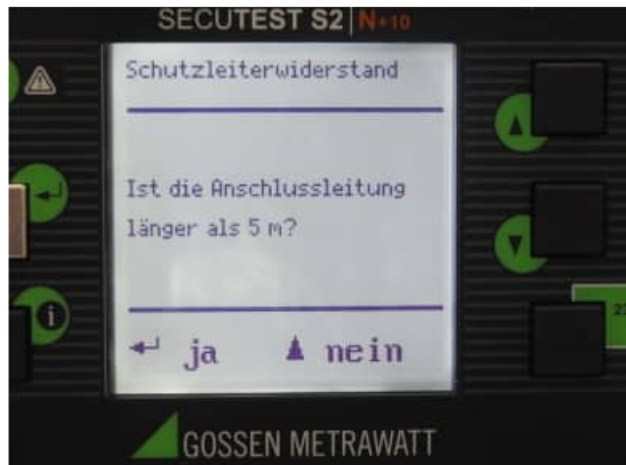 SECUTEST S2 N+10
Schutzleiterwiderstand
Ist die Anschlussleitung
länger als 5 m?
ja nein
GOSSEN METRAWATT